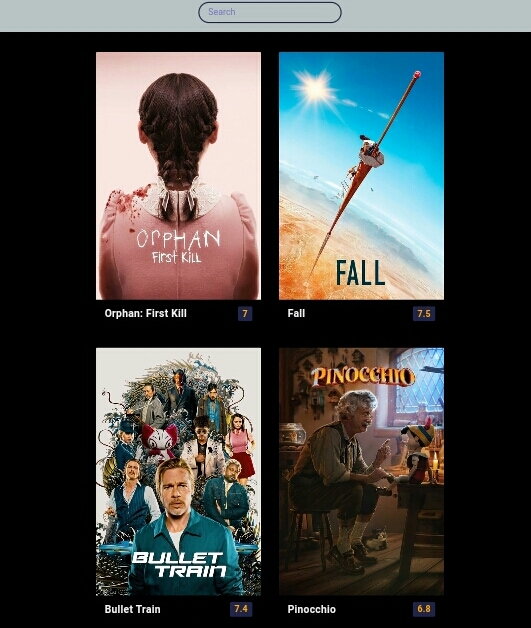 Search
ORPHAN
First Kill
FALL
Orphan: First Kill
7
Fall
7.5
BULLET
TRAIN
PINOCCHIO
Bullet Train
7.4
Pinocchio
6.8